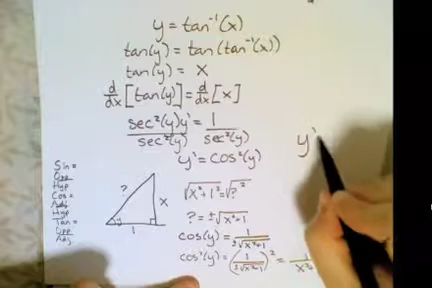 y = tan⁻¹(x)
tan(y) = tan(tan⁻¹(x))
tan(y) = x
d/dx [tan(y)] = d/dx [x]
sec²(y)y' / sec²(y) = 1 / sec²(y)
y' = cos²(y)
Sin =
Opp
Hyp
Cos =
Adj
Hyp
Tan =
Opp
Adj
?
x
y
1
√x²+1² = √?²
? = ±√x²+1
cos(y) = 1 / ±√x²+1
cos²(y) = (1 / ±√x²+1)² = 1 / x²
y'